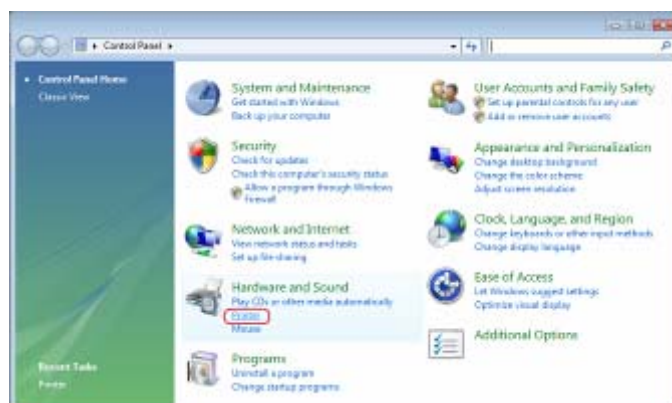 Control Panel
Control Panel Home
Classic View
System and Maintenance
Get started with Windows
Back up your computer
Security
Check for updates
Check this computer's security status
Allow a program through Windows
Firewall
Network and Internet
View network status and tasks
Set up file sharing
Hardware and Sound
Play CDs or other media automatically
Printer
Mouse
Programs
Uninstall a program
Change startup programs
User Accounts and Family Safety
Set up parental controls for any user
Add or remove user accounts
Appearance and Personalization
Change desktop background
Change the color scheme
Adjust screen resolution
Clock, Language, and Region
Change keyboards or other input methods
Change display language
Ease of Access
Let Windows suggest settings
Optimize visual display
Additional Options
Recent Tasks
Printer